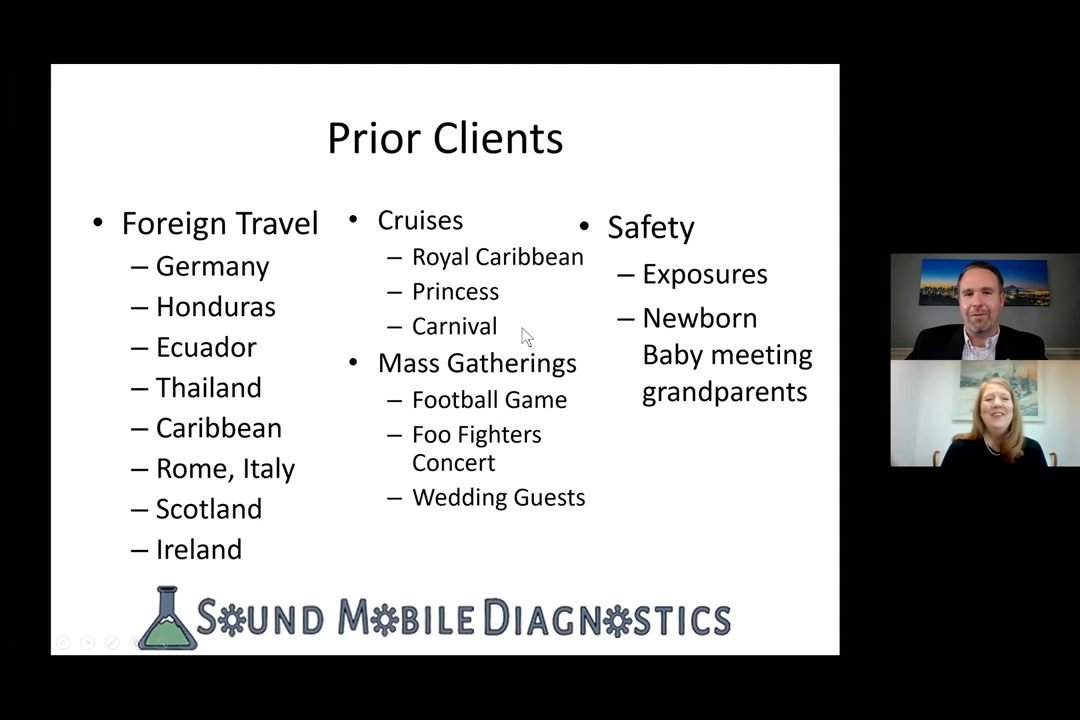 Prior Clients
• Foreign Travel
– Germany
– Honduras
– Ecuador
– Thailand
– Caribbean
– Rome, Italy
– Scotland
– Ireland
• Cruises
– Royal Caribbean
– Princess
– Carnival
• Mass Gatherings
– Football Game
– Foo Fighters
Concert
– Wedding Guests
• Safety
– Exposures
– Newborn
Baby meeting
grandparents
SOUND MOBILE DIAGNOSTICS